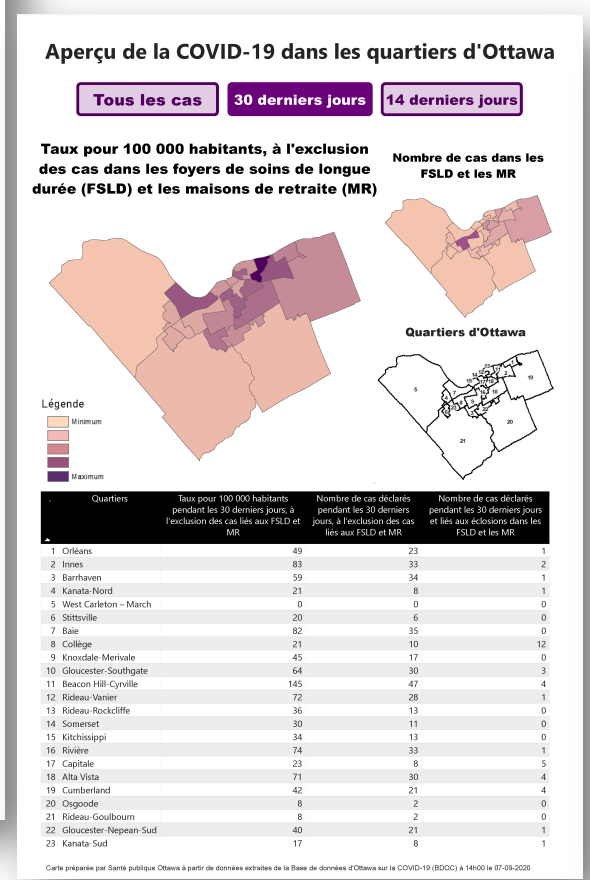 Aperçu de la COVID-19 dans les quartiers d'Ottawa
Tous les cas
30 derniers jours
14 derniers jours
Taux pour 100 000 habitants, à l'exclusion
des cas dans les foyers de soins de longue
durée (FSLD) et les maisons de retraite (MR)
Nombre de cas dans les
FSLD et les MR
Quartiers d'Ottawa
5
19
20
21
Légende
Minimum
Maximum
Quartiers
Taux pour 100 000 habitants
pendant les 30 derniers jours, à
l'exclusion des cas liés aux FSLD et
MR
Nombre de cas déclarés
pendant les 30 derniers
jours, à l'exclusion des cas
liés aux FSLD et MR
Nombre de cas déclarés
pendant les 30 derniers jours
et liés aux éclosions dans les
FSLD et les MR
1 Orléans 49 23 1
2 Innes 83 33 2
3 Barrhaven 59 34 1
4 Kanata-Nord 21 8 1
5 West Carleton – March 0 0 0
6 Stittsville 20 6 0
7 Baie 82 35 0
8 Collège 21 10 12
9 Knoxdale-Merivale 45 17 0
10 Gloucester-Southgate 64 30 3
11 Beacon Hill-Cyrville 145 47 4
12 Rideau-Vanier 72 28 1
13 Rideau-Rockcliffe 36 13 0
14 Somerset 30 11 0
15 Kitchissippi 34 13 0
16 Rivière 74 33 1
17 Capitale 23 8 5
18 Alta Vista 71 30 4
19 Cumberland 42 21 4
20 Osgoode 8 2 0
21 Rideau-Goulbourn 8 2 0
22 Gloucester-Nepean-Sud 40 21 1
23 Kanata-Sud 17 8 1
Carte préparée par Santé publique Ottawa à partir de données extraites de la Base de données d'Ottawa sur la COVID-19 (BDOC) à 14h00 le 07-09-2020